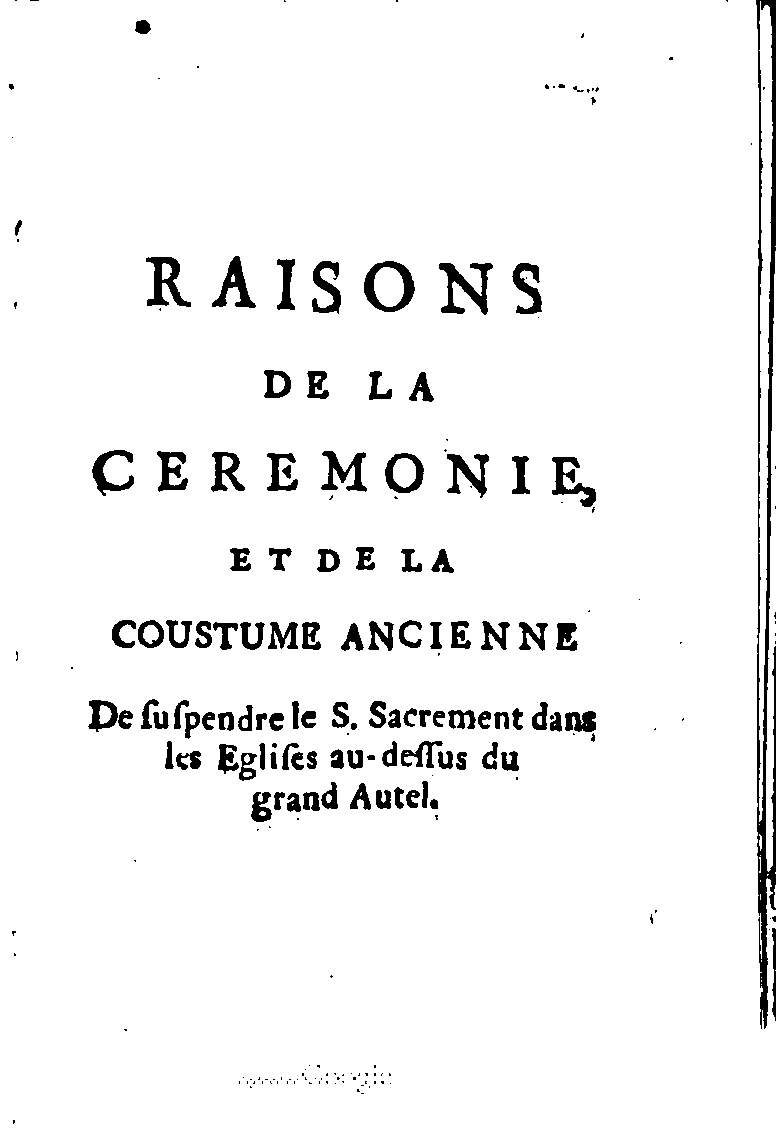 RAISONS
DE LA
CEREMONIE,
ET DE LA
COUSTUME ANCIENNE
De ſuſpendre le S. Sacrement dans
les Egliſes au-deſſus du
grand Autel.
Google